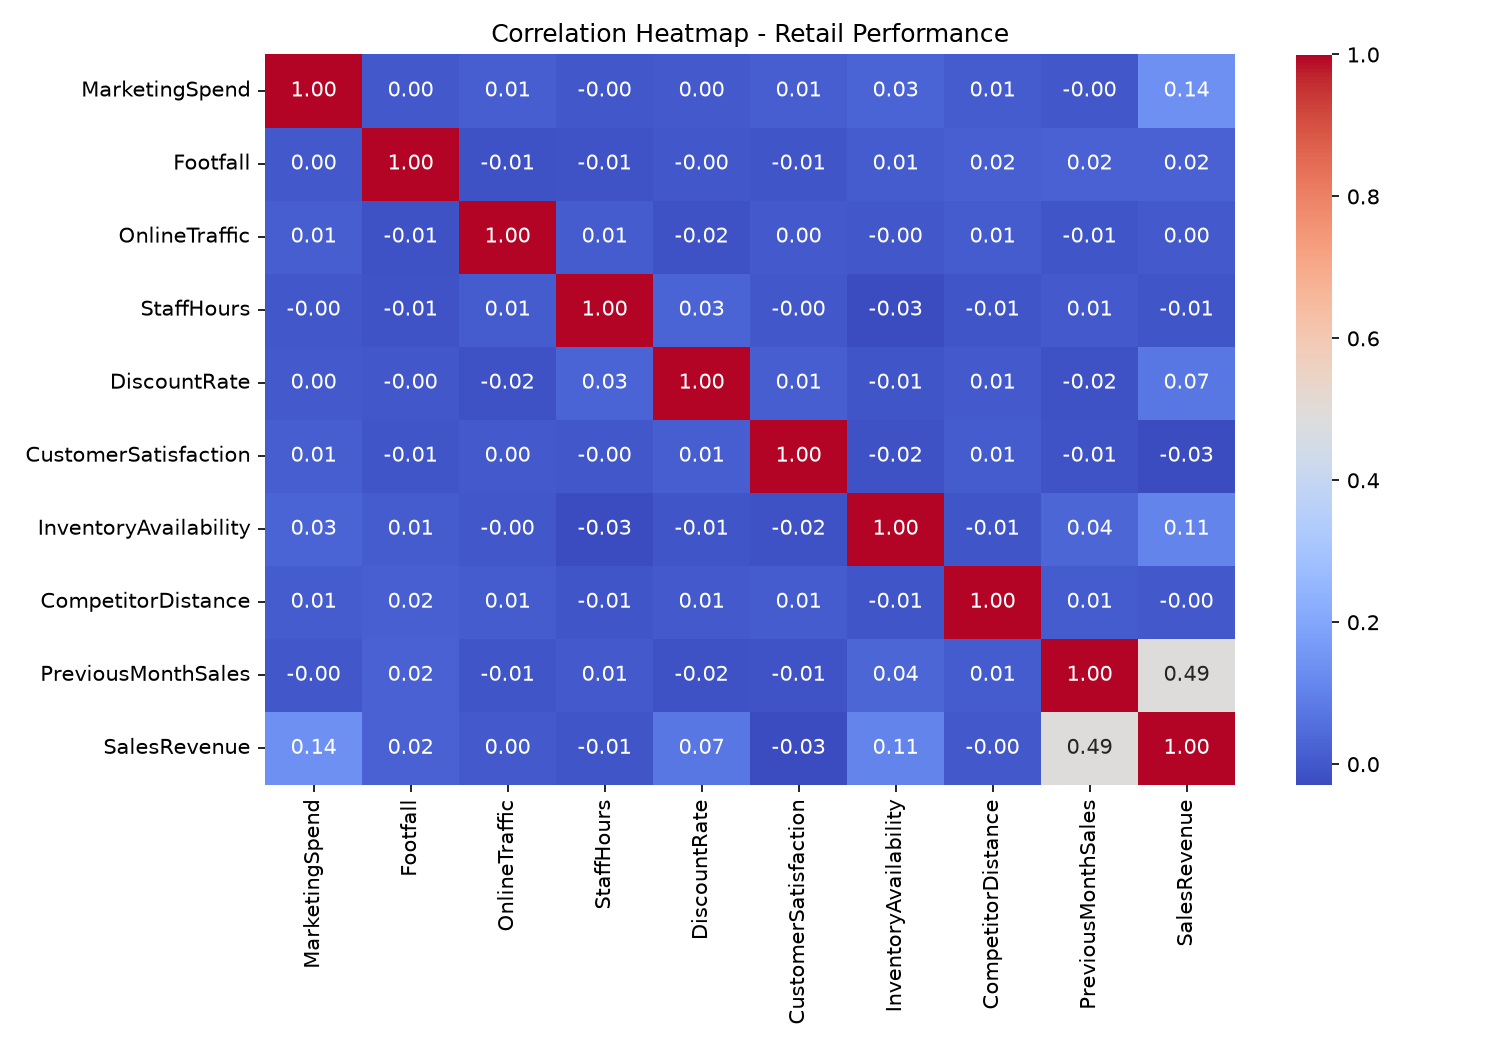 Correlation Heatmap - Retail Performance
MarketingSpend 1.00 0.00 0.01 -0.00 0.00 0.01 0.03 0.01 -0.00 0.14
Footfall 0.00 1.00 -0.01 -0.01 -0.00 -0.01 0.01 0.02 0.02 0.02
OnlineTraffic 0.01 -0.01 1.00 0.01 -0.02 0.00 -0.00 0.01 -0.01 0.00
StaffHours -0.00 -0.01 0.01 1.00 0.03 -0.00 -0.03 -0.01 0.01 -0.01
DiscountRate 0.00 -0.00 -0.02 0.03 1.00 0.01 -0.01 0.01 -0.02 0.07
CustomerSatisfaction 0.01 -0.01 0.00 -0.00 0.01 1.00 -0.02 0.01 -0.01 -0.03
InventoryAvailability 0.03 0.01 -0.00 -0.03 -0.01 -0.02 1.00 -0.01 0.04 0.11
CompetitorDistance 0.01 0.02 0.01 -0.01 0.01 0.01 -0.01 1.00 0.01 -0.00
PreviousMonthSales -0.00 0.02 -0.01 0.01 -0.02 -0.01 0.04 0.01 1.00 0.49
SalesRevenue 0.14 0.02 0.00 -0.01 0.07 -0.03 0.11 -0.00 0.49 1.00
MarketingSpend
Footfall
OnlineTraffic
StaffHours
DiscountRate
CustomerSatisfaction
InventoryAvailability
CompetitorDistance
PreviousMonthSales
SalesRevenue
1.0
0.8
0.6
0.4
0.2
0.0